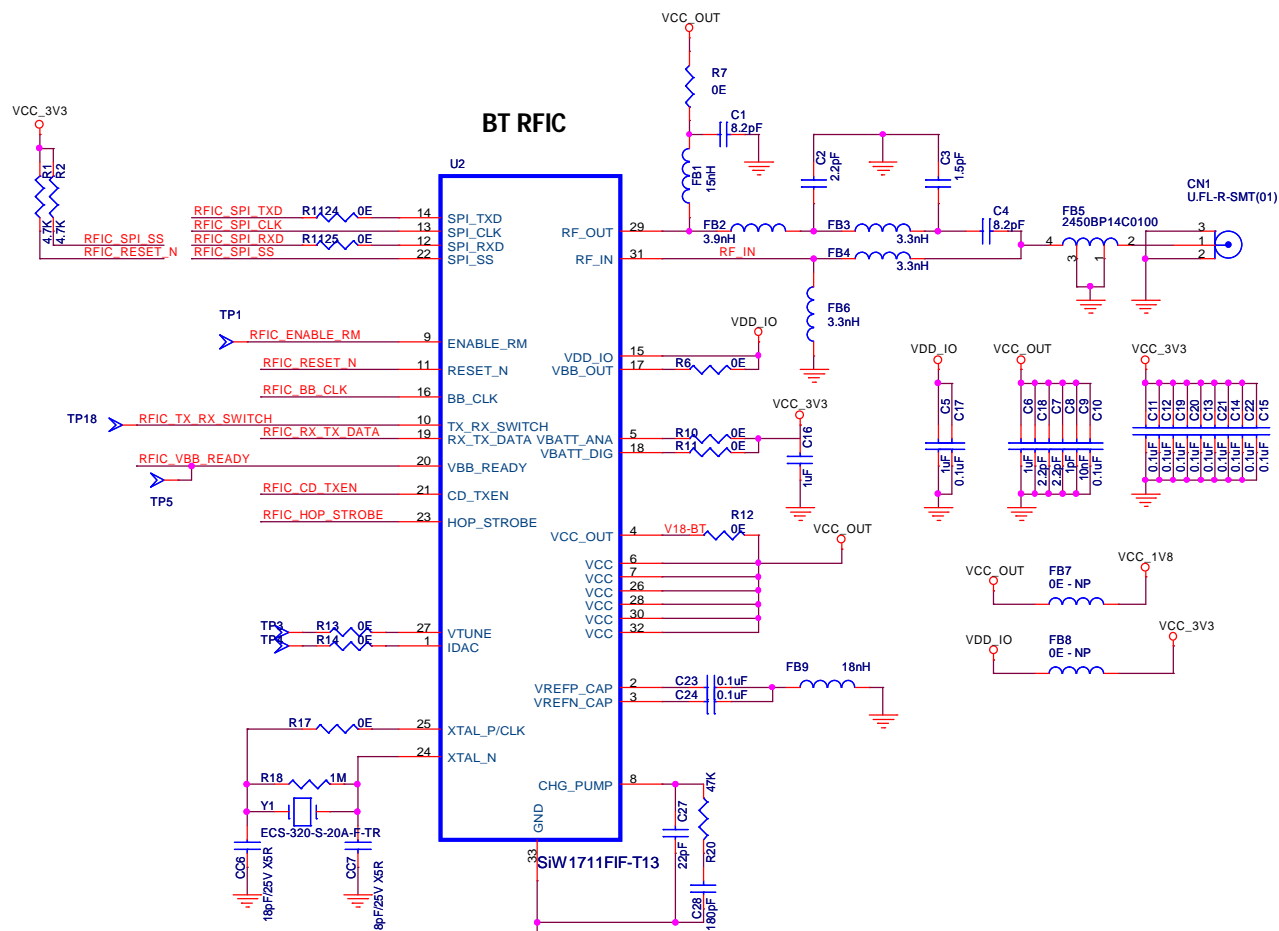 VCC_OUT
R7
0E
VCC_3V3
BT RFIC
C1
8.2pF
R1
R2
4.7K
4.7K
FB1
15nH
C2
2.2pF
C3
1.5pF
CN1
U.FL-R-SMT(01)
U2
RFIC_SPI_TXD R1124 0E 14 SPI_TXD
RFIC_SPI_CLK 13 SPI_CLK
RFIC_SPI_SS RFIC_SPI_RXD R1125 0E 12 SPI_RXD
RFIC_RESET_N RFIC_SPI_SS 22 SPI_SS
RF_OUT 29
FB2
3.9nH
FB3
3.3nH
C4
8.2pF
FB5
2450BP14C0100
4 3 1 2
3
1
2
RF_IN 31 RF_IN
FB4
3.3nH
FB6
3.3nH
TP1
RFIC_ENABLE_RM 9 ENABLE_RM
VDD_IO
VDD_IO 15
RFIC_RESET_N 11 RESET_N
VBB_OUT 17 R6 0E
RFIC_BB_CLK 16 BB_CLK
TP18 RFIC_TX_RX_SWITCH 10 TX_RX_SWITCH
RFIC_RX_TX_DATA 19 RX_TX_DATA
VCC_3V3
VBATT_ANA 5 R10 0E
VBATT_DIG 18 R11 0E
C16
1uF
RFIC_VBB_READY 20 VBB_READY
TP5
RFIC_CD_TXEN 21 CD_TXEN
RFIC_HOP_STROBE 23 HOP_STROBE
VCC_OUT 4 V18-BT R12
0E
VCC_OUT
VCC 6
VCC 7
VCC 26
VCC 28
VCC 30
VCC 32
VDD_IO
C5
C17
1uF
0.1uF
VCC_OUT
C6
C18
C7
C8
C9
C10
1uF
2.2pF
2.2pF
1pF
10nF
0.1uF
VCC_3V3
C11
C12
C19
C20
C13
C21
C14
C22
C15
0.1uF
0.1uF
0.1uF
0.1uF
0.1uF
0.1uF
0.1uF
0.1uF
0.1uF
VCC_OUT
FB7
0E - NP
VCC_1V8
VDD_IO
FB8
0E - NP
VCC_3V3
TP3 R13 0E 27 VTUNE
R14 0E 1 IDAC
VREFP_CAP 2 C23 0.1uF
VREFN_CAP 3 C24 0.1uF
FB9 18nH
R17 0E 25 XTAL_P/CLK
24 XTAL_N
R18 1M
Y1
ECS-320-S-20A-F-TR
CC6
18pF/25V X5R
CC7
8pF/25V X5R
CHG_PUMP 8
C27
22pF
47K
R20
C28
180pF
GND
33
SiW1711FIF-T13